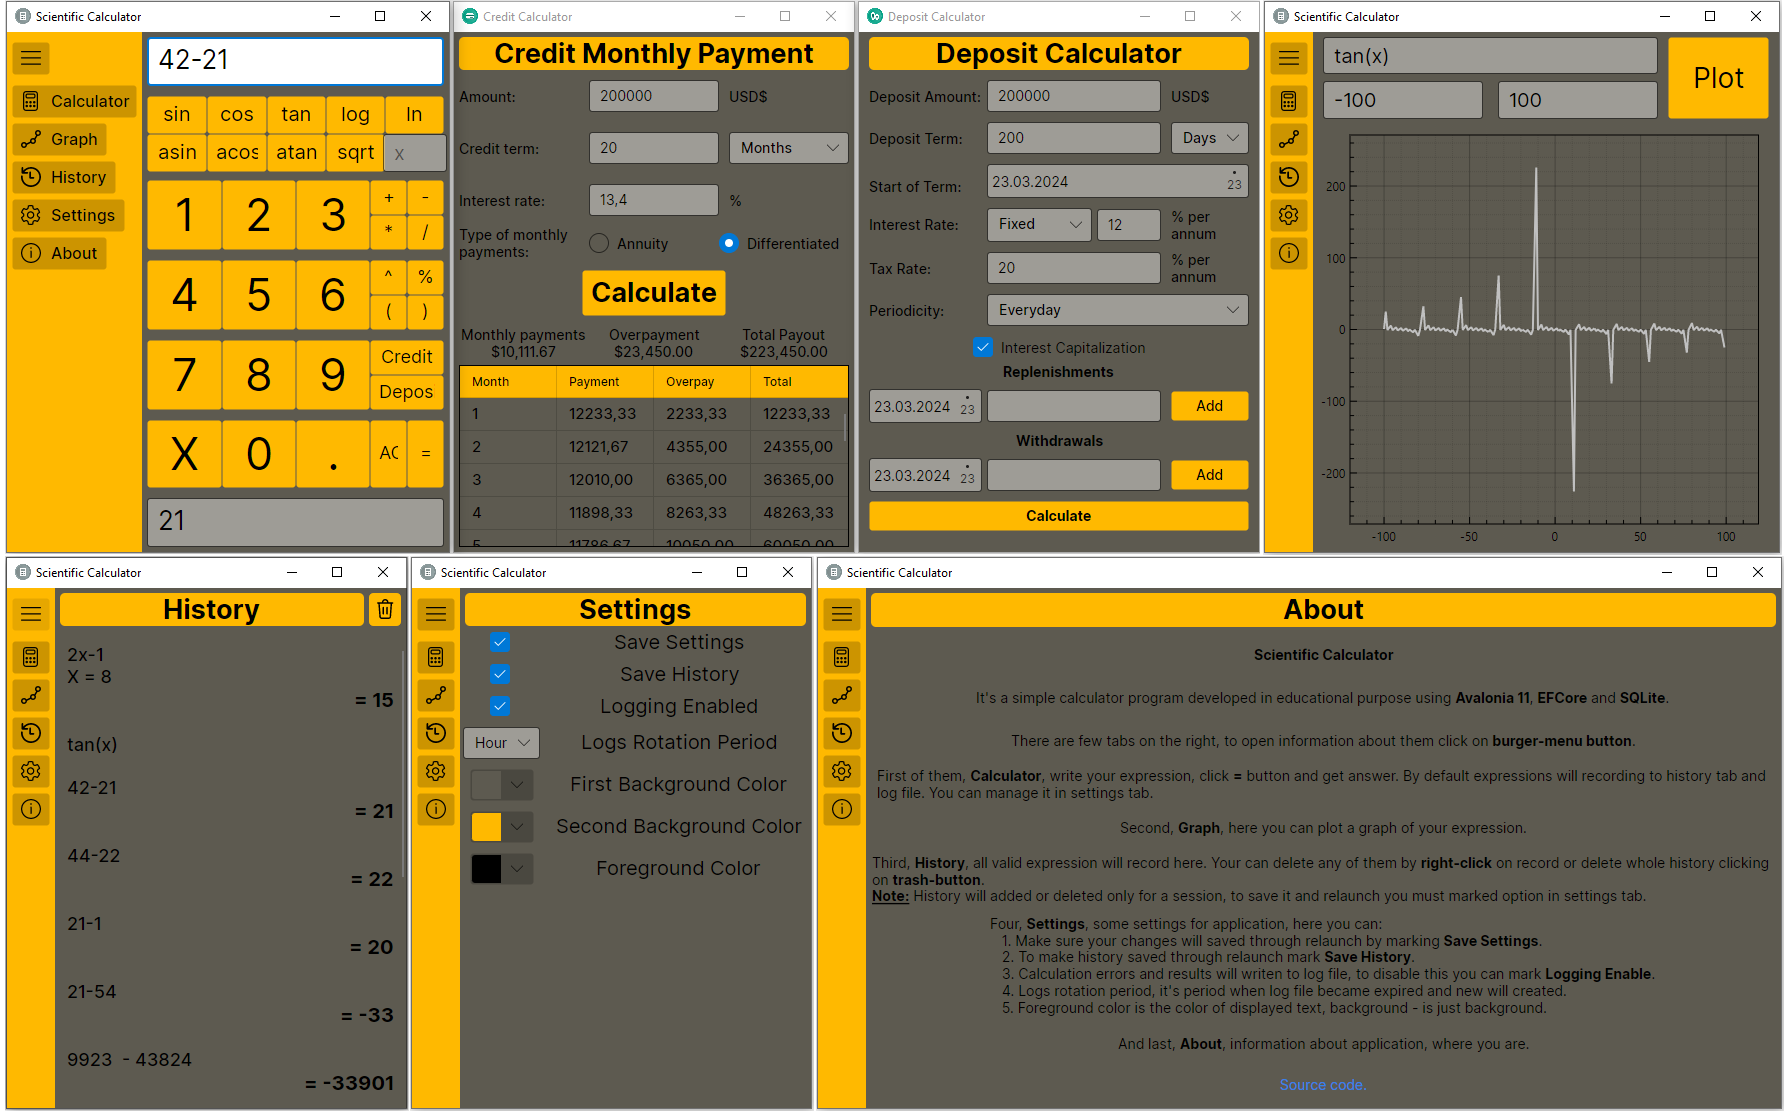 Scientific Calculator
42-21
Calculator
Graph
History
Settings
About
sin cos tan log ln
asin acos atan sqrt x
1 2 3 + - * /
4 5 6 ^ % ( )
7 8 9 Credit
Depos
X 0 . AC =
21
Credit Calculator
Credit Monthly Payment
Amount: 200000 USD$
Credit term: 20 Months
Interest rate: 13,4 %
Type of monthly
payments: Annuity Differentiated
Calculate
Monthly payments Overpayment Total Payout
$10,111.67 $23,450.00 $223,450.00
Month Payment Overpay Total
1 12233,33 2233,33 12233,33
2 12121,67 4355,00 24355,00
3 12010,00 6365,00 36365,00
4 11898,33 8263,33 48263,33
5 11786,67 10050,00 60050,00
Deposit Calculator
Deposit Calculator
Deposit Amount: 200000 USD$
Deposit Term: 200 Days
Start of Term: 23.03.2024 23
Interest Rate: Fixed 12 % per
annum
Tax Rate: 20 % per
annum
Periodicity: Everyday
Interest Capitalization
Replenishments
23.03.2024 23 Add
Withdrawals
23.03.2024 23 Add
Calculate
Scientific Calculator
tan(x)
-100 100
Plot
200
100
0
-100
-200
-100 -50 0 50 100
Scientific Calculator
History
2x-1
X = 8
= 15
tan(x)
42-21
= 21
44-22
= 22
21-1
= 20
21-54
= -33
9923 - 43824
= -33901
Scientific Calculator
Settings
Save Settings
Save History
Logging Enabled
Hour Logs Rotation Period
First Background Color
Second Background Color
Foreground Color
Scientific Calculator
About
Scientific Calculator
It's a simple calculator program developed in educational purpose using Avalonia 11, EFCore and SQLite.
There are few tabs on the right, to open information about them click on burger-menu button.
First of them, Calculator, write your expression, click = button and get answer. By default expressions will recording to history tab and
log file. You can manage it in settings tab.
Second, Graph, here you can plot a graph of your expression.
Third, History, all valid expression will record here. Your can delete any of them by right-click on record or delete whole history clicking
on trash-button.
Note: History will added or deleted only for a session, to save it and relaunch you must marked option in settings tab.
Four, Settings, some settings for application, here you can:
1. Make sure your changes will saved through relaunch by marking Save Settings.
2. To make history saved through relaunch mark Save History.
3. Calculation errors and results will writen to log file, to disable this you can mark Logging Enable.
4. Logs rotation period, it's period when log file became expired and new will created.
5. Foreground color is the color of displayed text, background - is just background.
And last, About, information about application, where you are.
Source code.